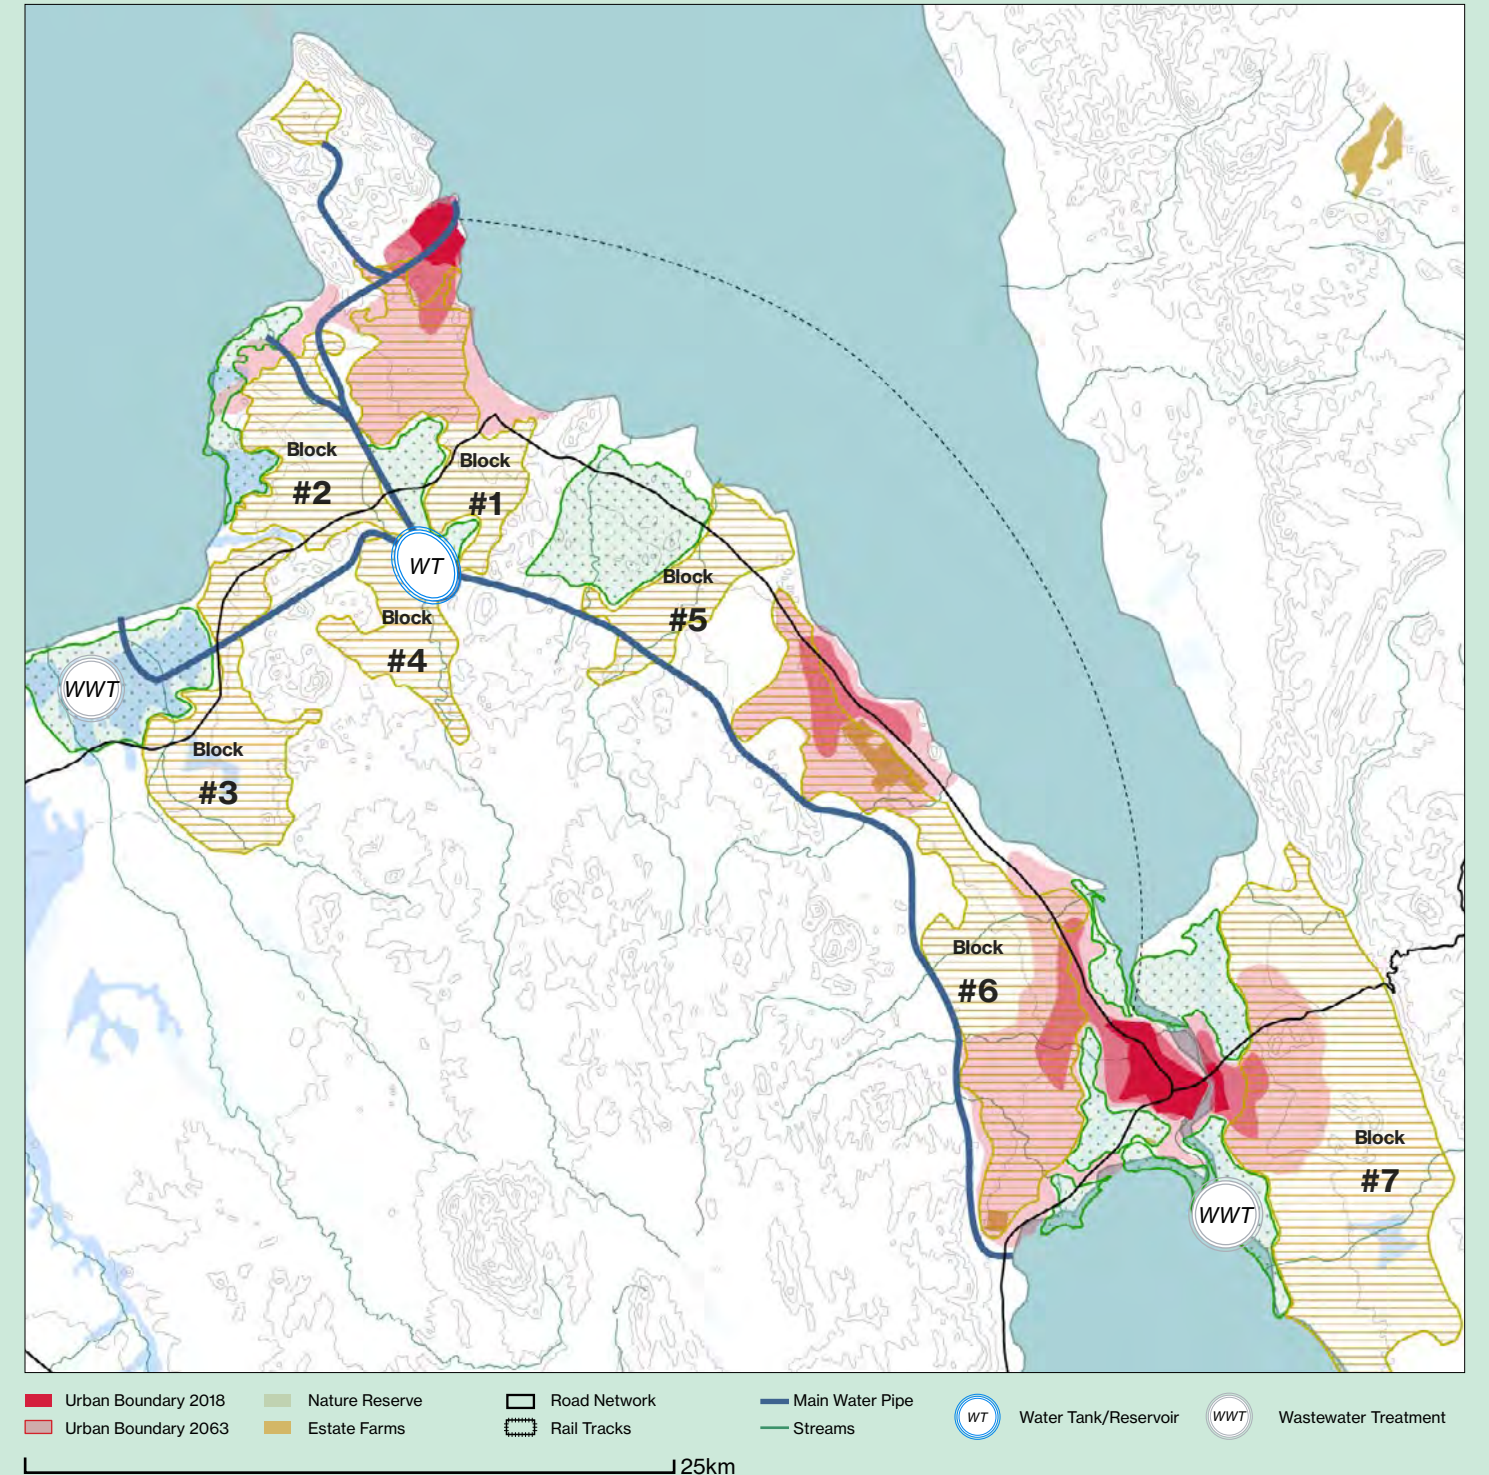 Block
#2
Block
#1
WT
Block
#5
Block
#4
WWT
Block
#3
Block
#6
Block
#7
WWT
Urban Boundary 2018
Nature Reserve
Road Network
Main Water Pipe
WT
Water Tank/Reservoir
WWT
Wastewater Treatment
Urban Boundary 2063
Estate Farms
Rail Tracks
Streams
25km